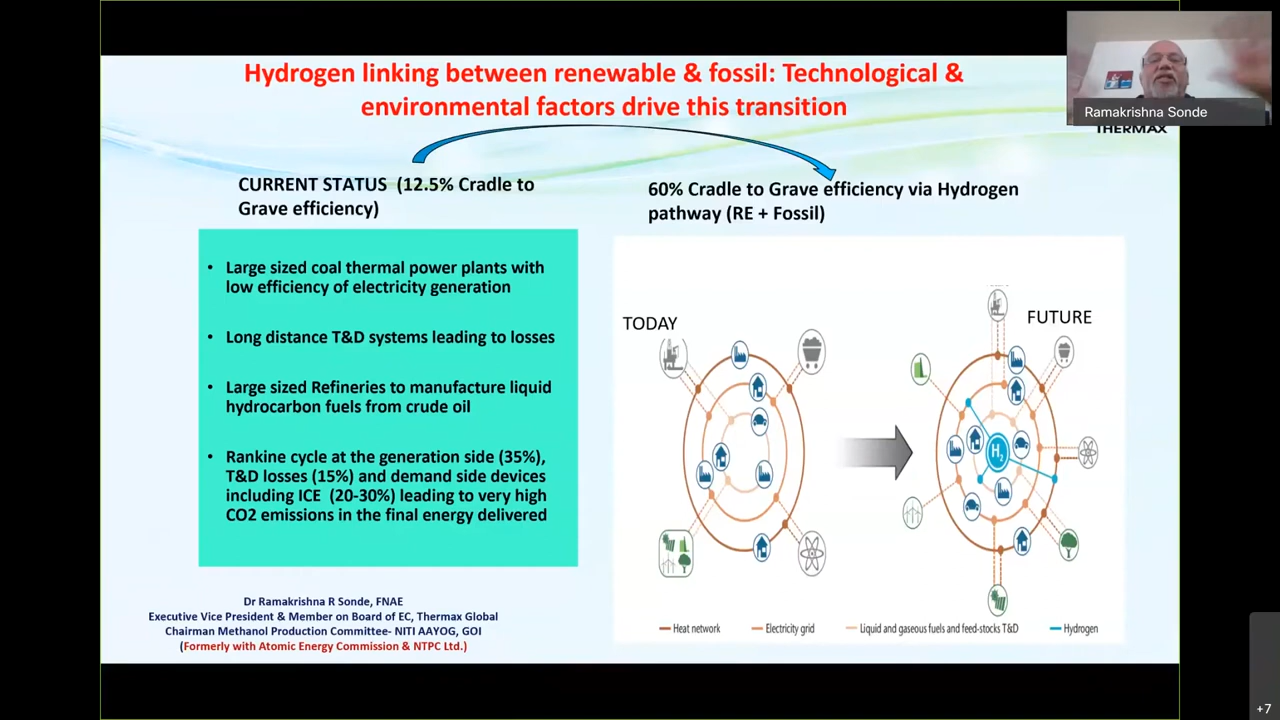 Hydrogen linking between renewable & fossil: Technological &
environmental factors drive this transition
Ramakrishna Sonde
THERMAX
CURRENT STATUS (12.5% Cradle to
Grave efficiency)
60% Cradle to Grave efficiency via Hydrogen
pathway (RE + Fossil)
• Large sized coal thermal power plants with
low efficiency of electricity generation
• Long distance T&D systems leading to losses
• Large sized Refineries to manufacture liquid
hydrocarbon fuels from crude oil
• Rankine cycle at the generation side (35%),
T&D losses (15%) and demand side devices
including ICE (20-30%) leading to very high
CO2 emissions in the final energy delivered
TODAY
FUTURE
H2
Heat network
Electricity grid
Liquid and gaseous fuels and feed-stocks T&D
Hydrogen
Dr Ramakrishna R Sonde, FNAE
Executive Vice President & Member on Board of EC, Thermax Global
Chairman Methanol Production Committee- NITI AAYOG, GOI
(Formerly with Atomic Energy Commission & NTPC Ltd.)
+7